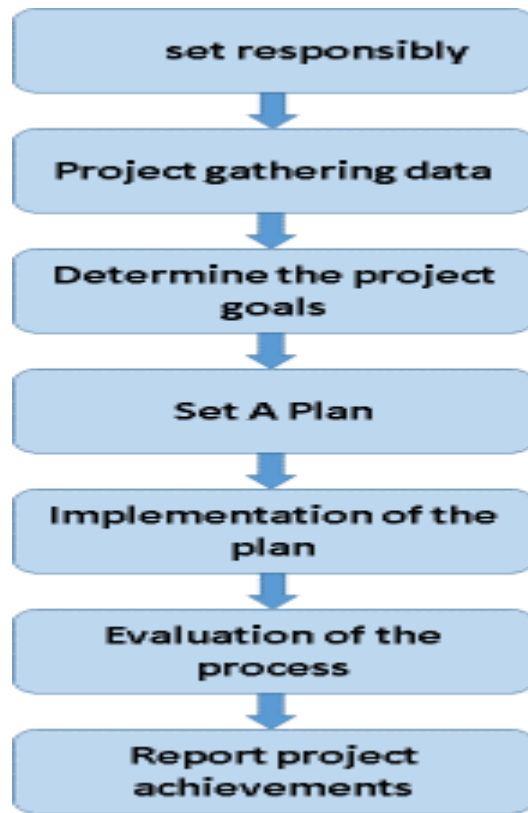 set responsibly
Project gathering data
Determine the project
goals
Set A Plan
Implementation of the
plan
Evaluation of the
process
Report project
achievements